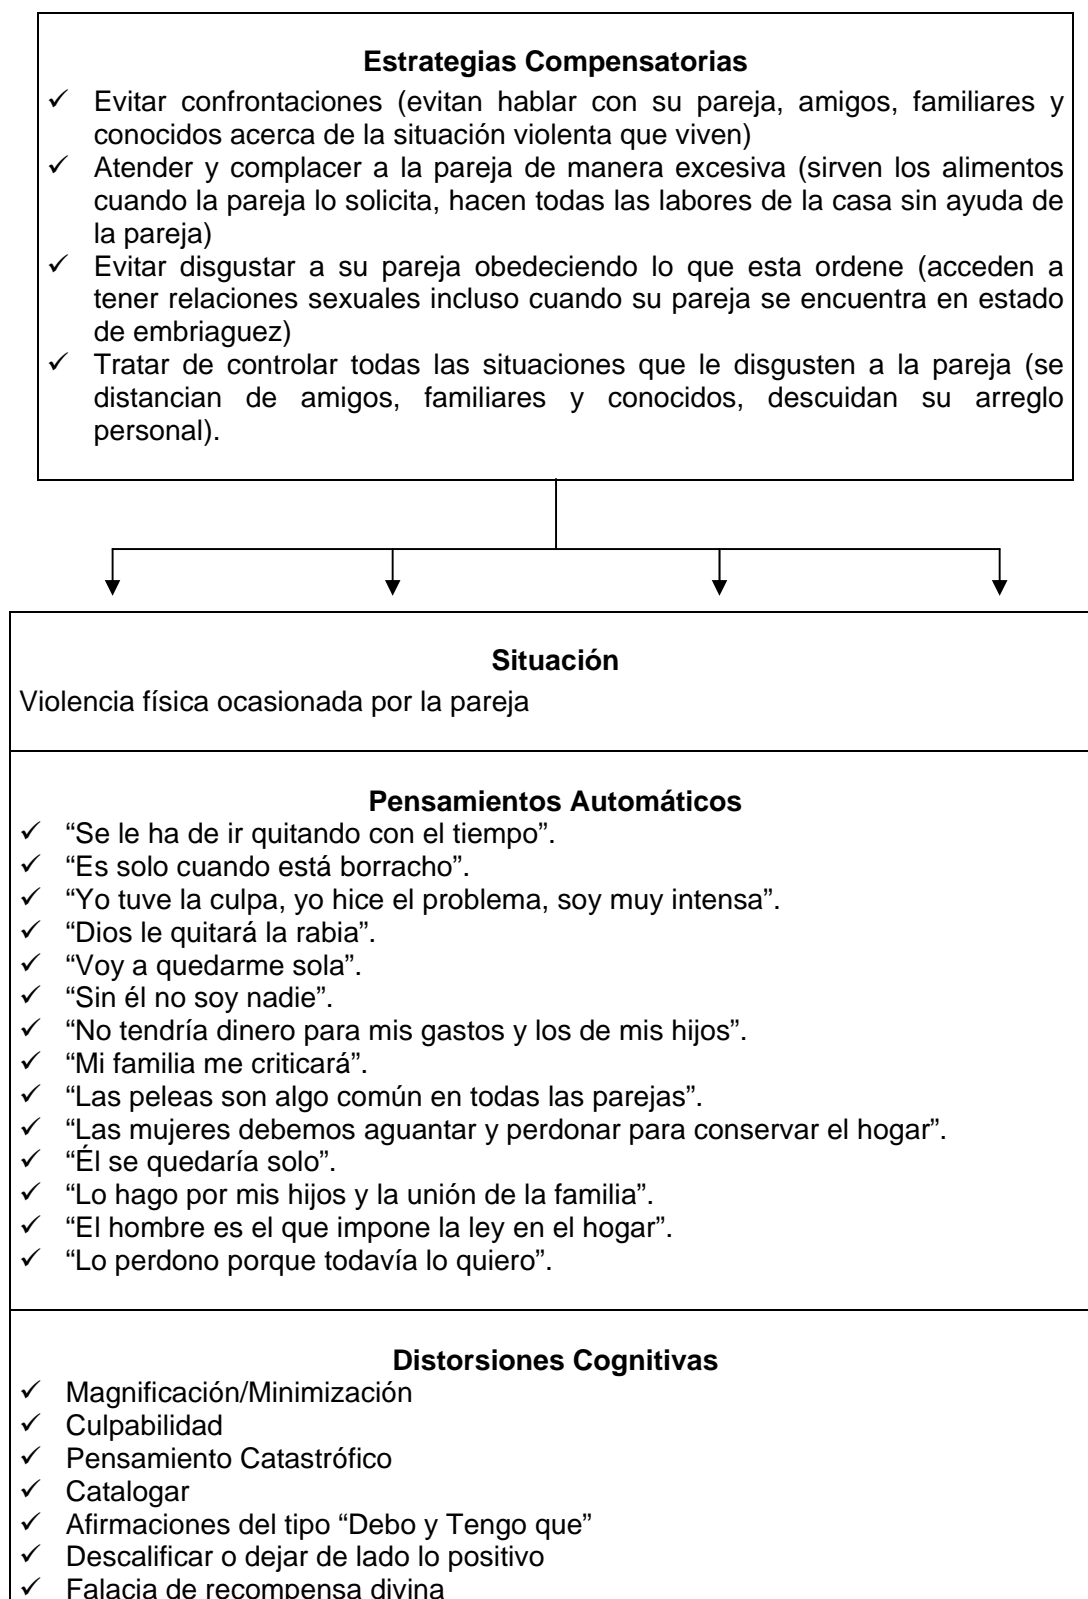 Estrategias Compensatorias
✓ Evitar confrontaciones (evitan hablar con su pareja, amigos, familiares y
conocidos acerca de la situación violenta que viven)
✓ Atender y complacer a la pareja de manera excesiva (sirven los alimentos
cuando la pareja lo solicita, hacen todas las labores de la casa sin ayuda de
la pareja)
✓ Evitar disgustar a su pareja obedeciendo lo que esta ordene (acceden a
tener relaciones sexuales incluso cuando su pareja se encuentra en estado
de embriaguez)
✓ Tratar de controlar todas las situaciones que le disgusten a la pareja (se
distancian de amigos, familiares y conocidos, descuidan su arreglo
personal).
Situación
Violencia física ocasionada por la pareja
Pensamientos Automáticos
✓ “Se le ha de ir quitando con el tiempo”.
✓ “Es solo cuando está borracho”.
✓ “Yo tuve la culpa, yo hice el problema, soy muy intensa”.
✓ “Dios le quitará la rabia”.
✓ “Voy a quedarme sola”.
✓ “Sin él no soy nadie”.
✓ “No tendría dinero para mis gastos y los de mis hijos”.
✓ “Mi familia me criticará”.
✓ “Las peleas son algo común en todas las parejas”.
✓ “Las mujeres debemos aguantar y perdonar para conservar el hogar”.
✓ “Él se quedaría solo”.
✓ “Lo hago por mis hijos y la unión de la familia”.
✓ “El hombre es el que impone la ley en el hogar”.
✓ “Lo perdono porque todavía lo quiero”.
Distorsiones Cognitivas
✓ Magnificación/Minimización
✓ Culpabilidad
✓ Pensamiento Catastrófico
✓ Catalogar
✓ Afirmaciones del tipo “Debo y Tengo que”
✓ Descalificar o dejar de lado lo positivo
✓ Falacia de recompensa divina